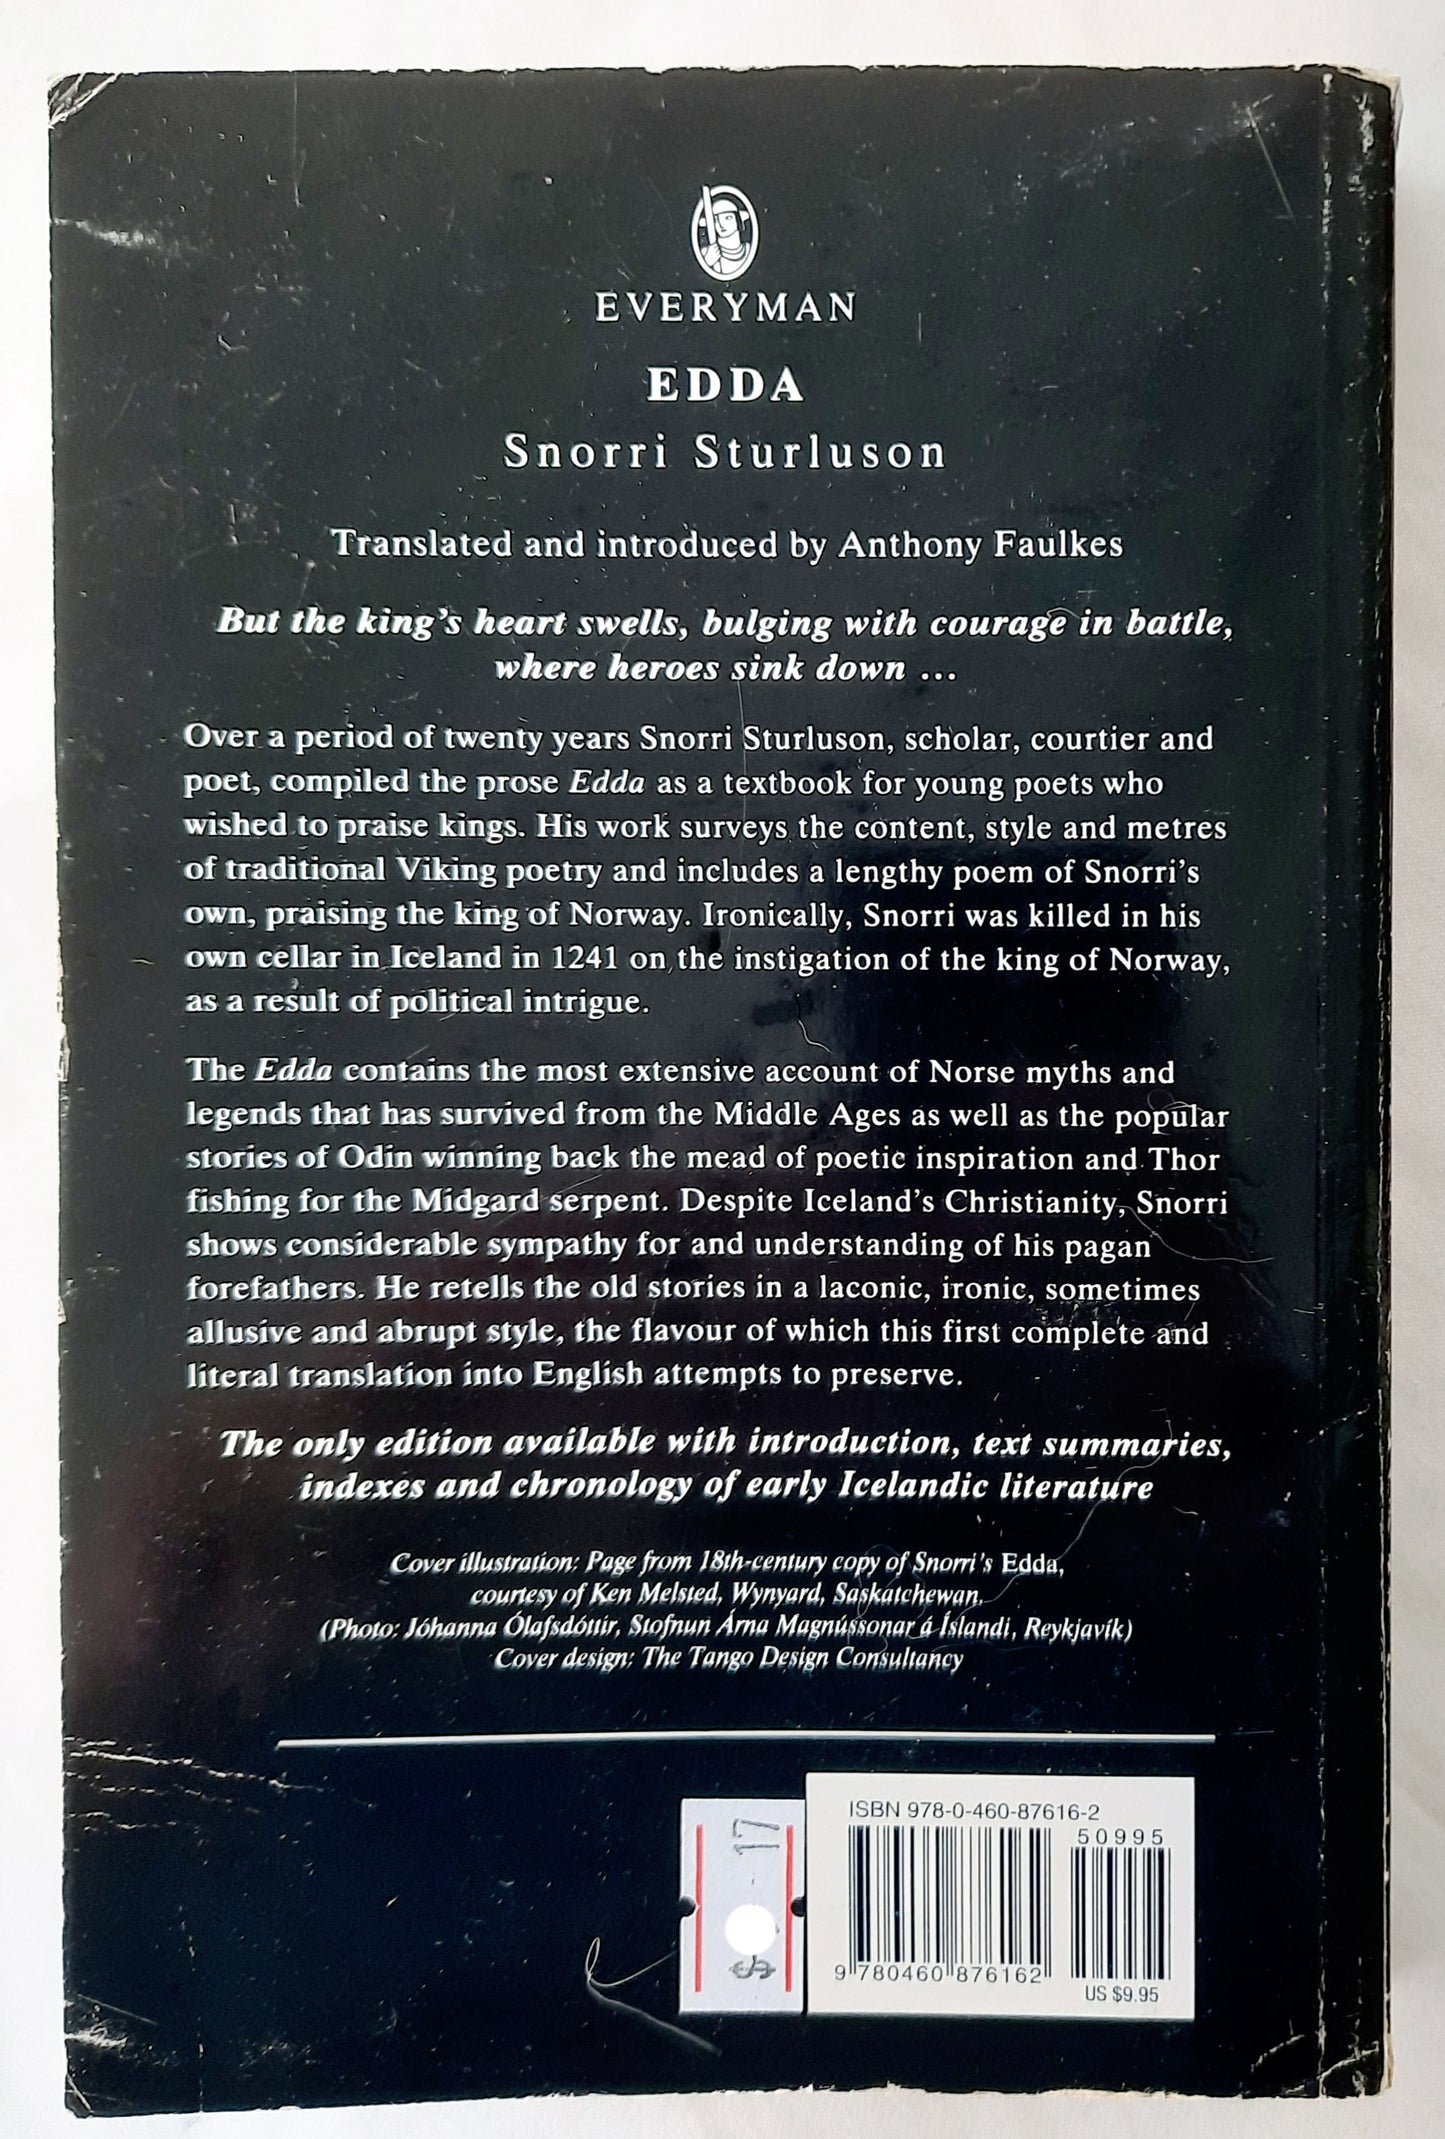 EVERYMAN
EDDA
Snorri Sturluson
Translated and introduced by Anthony Faulkes
But the king's heart swells, bulging with courage in battle,
where heroes sink down ...
Over a period of twenty years Snorri Sturluson, scholar, courtier and
poet, compiled the prose Edda as a textbook for young poets who
wished to praise kings. His work surveys the content, style and metres
of traditional Viking poetry and includes a lengthy poem of Snorri's
own, praising the king of Norway. Ironically, Snorri was killed in his
own cellar in Iceland in 1241 on the instigation of the king of Norway,
as a result of political intrigue.
The Edda contains the most extensive account of Norse myths and
legends that has survived from the Middle Ages as well as the popular
stories of Odin winning back the mead of poetic inspiration and Thor
fishing for the Midgard serpent. Despite Iceland's Christianity, Snorri
shows considerable sympathy for and understanding of his pagan
forefathers. He retells the old stories in a laconic, ironic, sometimes
allusive and abrupt style, the flavour of which this first complete and
literal translation into English attempts to preserve.
The only edition available with introduction, text summaries,
indexes and chronology of early Icelandic literature
Cover illustration: Page from 18th-century copy of Snorri's Edda,
courtesy of Ken Melsted, Wynyard, Saskatchewan.
(Photo: Jóhanna Ólafsdóttir, Stofnun Árna Magnússonar á Íslandi, Reykjavík)
Cover design: The Tango Design Consultancy
ISBN 978-0-460-87616-2
50995
9 780460 876162
US $9.95
$ - 17